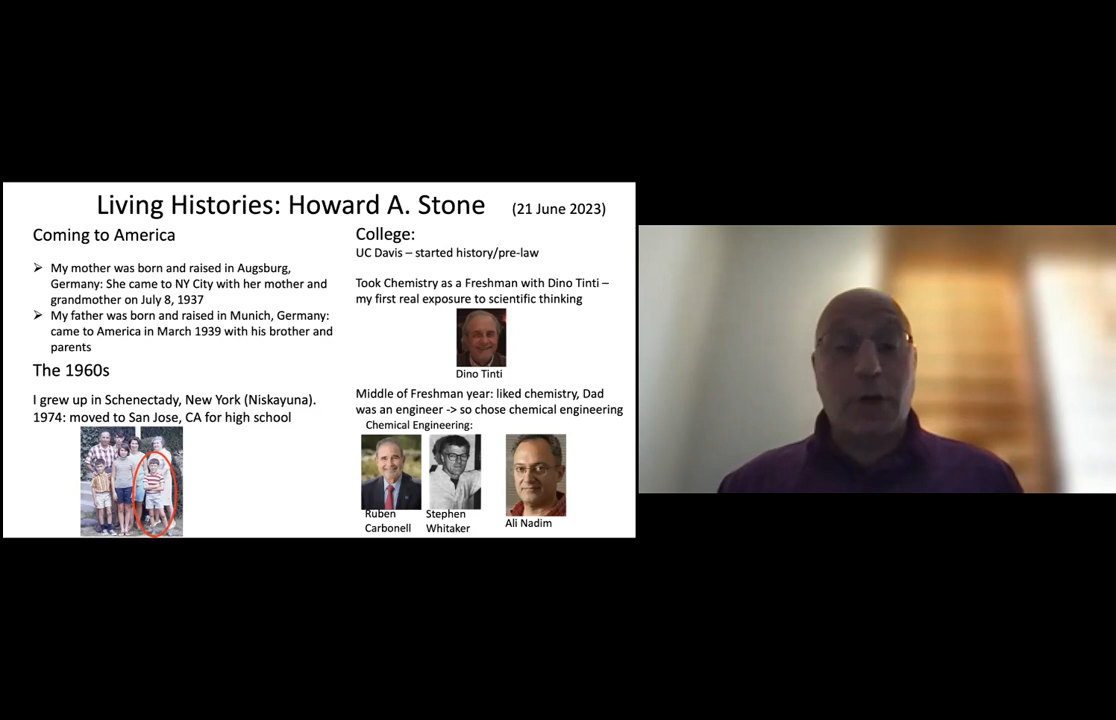 Living Histories: Howard A. Stone (21 June 2023)
Coming to America
➢ My mother was born and raised in Augsburg,
Germany: She came to NY City with her mother and
grandmother on July 8, 1937
➢ My father was born and raised in Munich, Germany:
came to America in March 1939 with his brother and
parents
The 1960s
I grew up in Schenectady, New York (Niskayuna).
1974: moved to San Jose, CA for high school
College:
UC Davis – started history/pre-law
Took Chemistry as a Freshman with Dino Tinti –
my first real exposure to scientific thinking
Dino Tinti
Middle of Freshman year: liked chemistry, Dad
was an engineer -> so chose chemical engineering
Chemical Engineering:
Ruben
Carbonell
Stephen
Whitaker
Ali Nadim